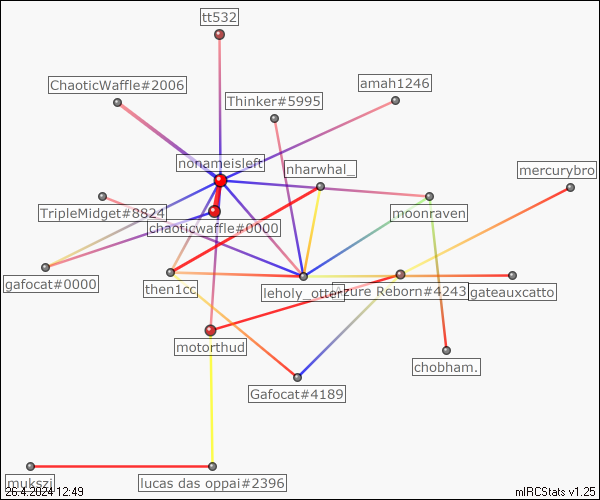 tt532
ChaoticWaffle#2006
amah1246
Thinker#5995
nonameisleft
nharwhal_
mercurybro
TripleMidget#8824
moonraven
chaoticwaffle#0000
gafocat#0000
then1cc
leholy_otter
Azure Reborn#4243
gateauxcatto
motorthud
chobham.
Gafocat#4189
mukszi
lucas das oppai#2396
26.4.2024 12:49
mIRCStats v1.25